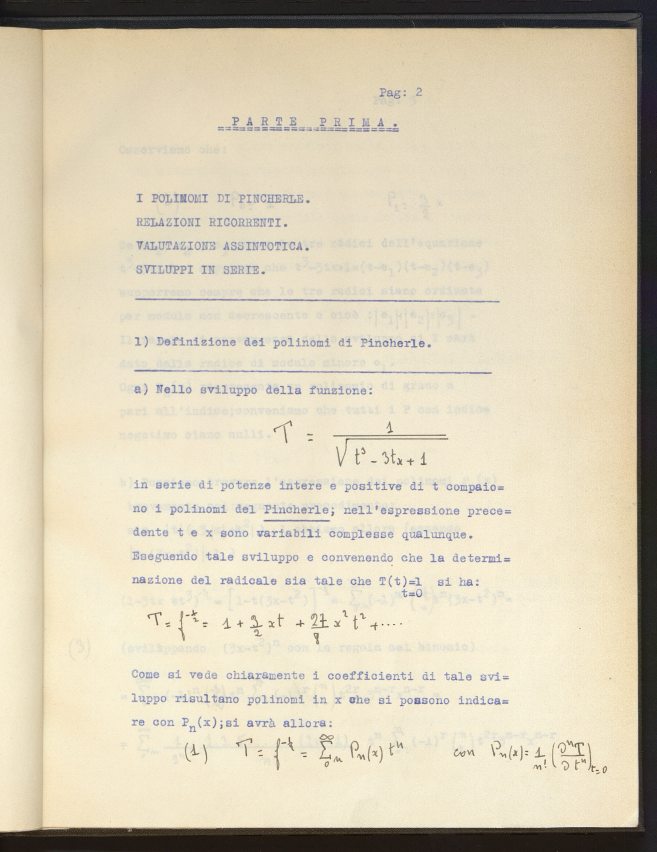 Pag: 2
P A R T E  P R I M A .
I POLINOMI DI PINCHERLE.
RELAZIONI RICORRENTI.
VALUTAZIONE ASSINTOTICA.
SVILUPPI IN SERIE.
1) Definizione dei polinomi di Pincherle.
a) Nello sviluppo della funzione:
T = 1 / √(t³ - 3tx + 1)
in serie di potenze intere e positive di t compaio=
no i polinomi del Pincherle; nell'espressione prece=
dente t e x sono variabili complesse qualunque.
Eseguendo tale sviluppo e convenendo che la determi=
nazione del radicale sia tale che T(t)=1 si ha:
t=0
T = f^(-1/2) = 1 + 3/2 xt + 27/8 x² t² + ....
Come si vede chiaramente i coefficienti di tale svi=
luppo risultano polinomi in x che si possono indica=
re con Pn(x);si avrà allora:
(1) T = f^(-1/2) = Σ₀^∞ n Pn(x) tⁿ con Pn(x) = 1/n! (∂ⁿT/∂tⁿ)t=0